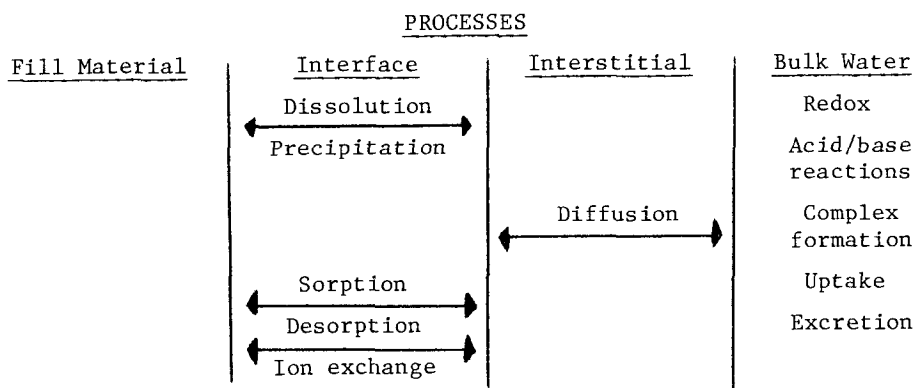 PROCESSES
Fill Material Interface Interstitial Bulk Water
Dissolution Redox
Precipitation Acid/base
reactions
Diffusion Complex
formation
Sorption Uptake
Desorption Excretion
Ion exchange